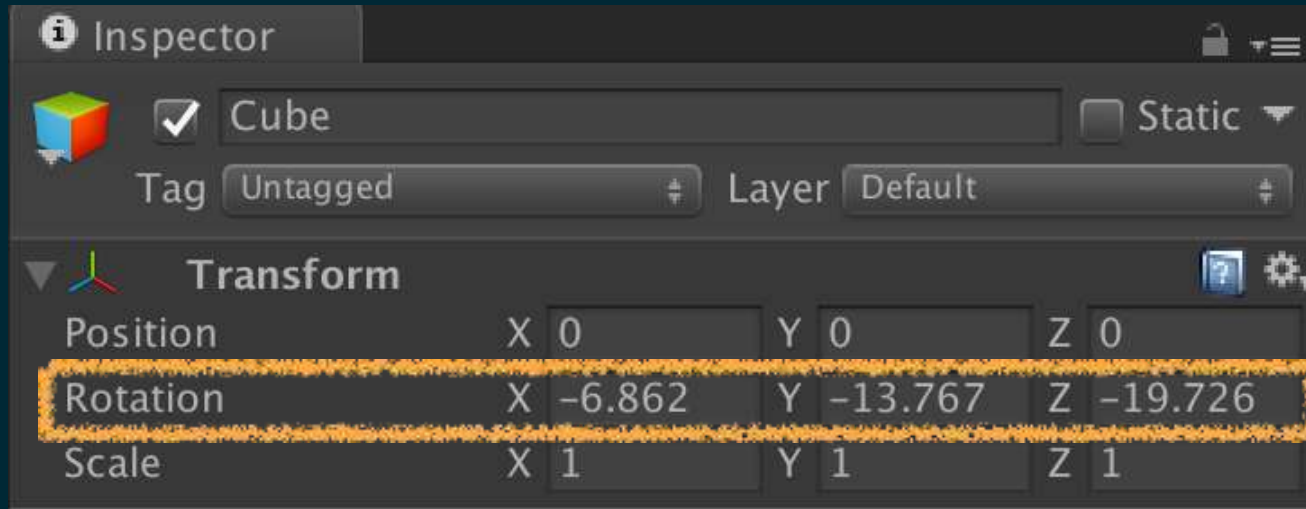 Inspector
Cube Static
Tag Untagged Layer Default
Transform
Position X 0 Y 0 Z 0
Rotation X -6.862 Y -13.767 Z -19.726
Scale X 1 Y 1 Z 1